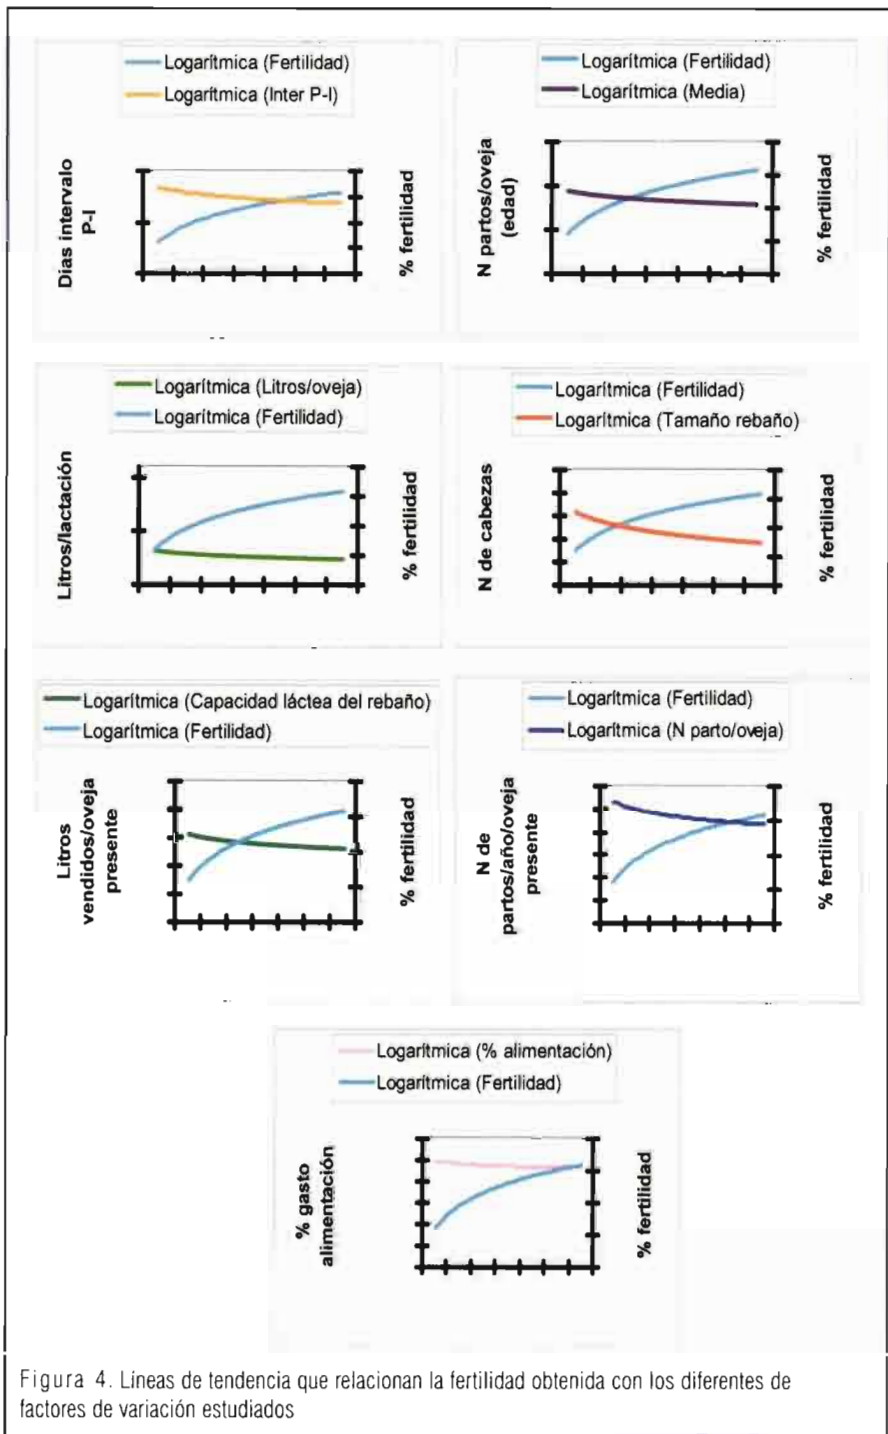 Logarítmica (Fertilidad)
Logarítmica (Inter P-I)
Días intervalo
P-I
% fertilidad
Logarítmica (Fertilidad)
Logarítmica (Media)
N partos/oveja
(edad)
% fertilidad
Logarítmica (Litros/oveja)
Logarítmica (Fertilidad)
Litros/lactación
% fertilidad
Logarítmica (Fertilidad)
Logarítmica (Tamaño rebaño)
N de cabezas
% fertilidad
Logarítmica (Capacidad láctea del rebaño)
Logarítmica (Fertilidad)
Litros
vendidos/oveja
presente
% fertilidad
Logarítmica (Fertilidad)
Logarítmica (N parto/oveja)
N de
partos/año/oveja
presente
% fertilidad
Logarítmica (% alimentación)
Logarítmica (Fertilidad)
% gasto
alimentación
% fertilidad
Figura 4. Líneas de tendencia que relacionan la fertilidad obtenida con los diferentes de
factores de variación estudiados